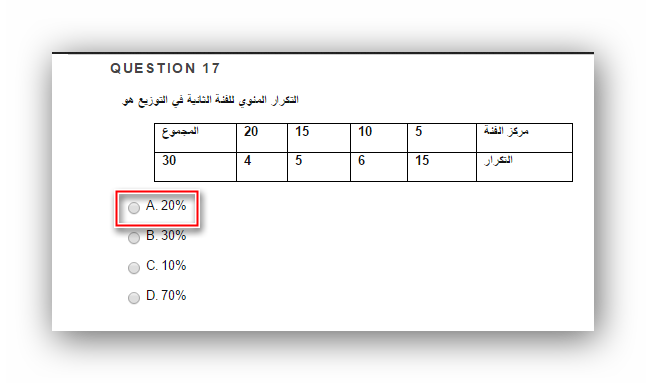 QUESTION 17
التكرار المئوي للفئة الثانية في التوزيع هو
مركز الفئة 5 10 15 20 المجموع
التكرار 15 6 5 4 30
A. 20%
B. 30%
C. 10%
D. 70%